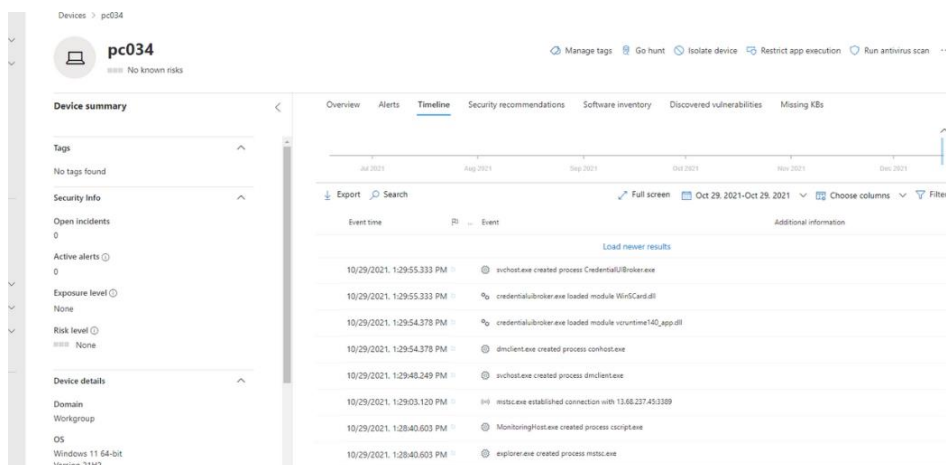 Devices > pc034
pc034
No known risks
Manage tags Go hunt Isolate device Restrict app execution Run antivirus scan ...
Device summary
Overview Alerts Timeline Security recommendations Software inventory Discovered vulnerabilities Missing KBs
Tags
No tags found
Security Info
Open incidents
0
Active alerts
0
Exposure level
None
Risk level
None
Device details
Domain
Workgroup
OS
Windows 11 64-bit
Version 21H2
Jul 2021 Aug 2021 Sep 2021 Oct 2021 Nov 2021 Dec 2021
Export Search Full screen Oct 29, 2021-Oct 29, 2021 Choose columns Filter
Event time Event Additional information
Load newer results
10/29/2021, 1:29:55.333 PM svchost.exe created process CredentialUIBroker.exe
10/29/2021, 1:29:55.333 PM credentialuibroker.exe loaded module WinSCard.dll
10/29/2021, 1:29:54.378 PM credentialuibroker.exe loaded module vcruntime140_app.dll
10/29/2021, 1:29:54.378 PM dmclient.exe created process conhost.exe
10/29/2021, 1:29:48.249 PM svchost.exe created process dmclient.exe
10/29/2021, 1:29:03.120 PM mstsc.exe established connection with 13.68.237.45:3389
10/29/2021, 1:28:40.603 PM MonitoringHost.exe created process cscript.exe
10/29/2021, 1:28:40.603 PM explorer.exe created process mstsc.exe